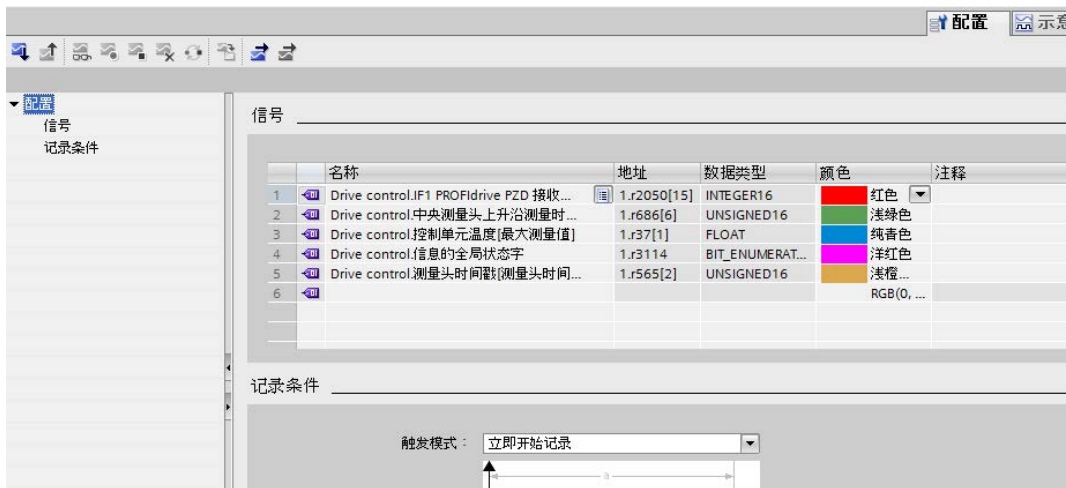 配置 示意
配置
信号
记录条件
信号
名称 地址 数据类型 颜色 注释
1 Drive control.IF1 PROFIdrive PZD 接收... 1.r2050[15] INTEGER16 红色
2 Drive control.中央测量头上升沿测量时... 1.r686[6] UNSIGNED16 浅绿色
3 Drive control.控制单元温度[最大测量值] 1.r37[1] FLOAT 纯青色
4 Drive control.信息的全局状态字 1.r3114 BIT_ENUMERAT... 洋红色
5 Drive control.测量头时间戳[测量头时间... 1.r565[2] UNSIGNED16 浅橙...
6 RGB(0, ...
记录条件
触发模式： 立即开始记录
a